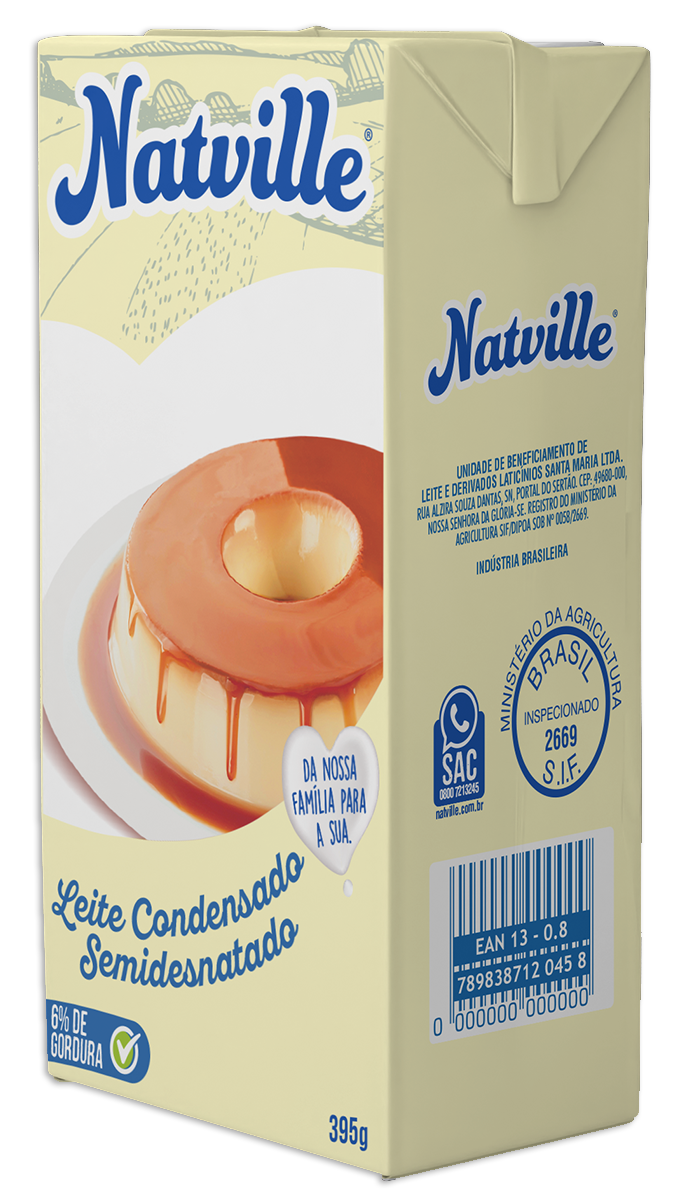 Natville®
DA NOSSA
FAMÍLIA PARA
A SUA.
Leite Condensado
Semidesnatado
6% DE
GORDURA
395g
Natville®
UNIDADE DE BENEFICIAMENTO DE
LEITE E DERIVADOS LATICÍNIOS SANTA MARIA LTDA.
RUA ALZIRA SOUZA DANTAS, SN, PORTAL DO SERTÃO. CEP: 49680-000,
NOSSA SENHORA DA GLÓRIA-SE. REGISTRO DO MINISTÉRIO DA
AGRICULTURA SIF/DIPOA SOB Nº 0058/2669.
INDÚSTRIA BRASILEIRA
MINISTÉRIO DA AGRICULTURA
BRASIL
INSPECIONADO
2669
S.I.F.
SAC
0800 7213245
natville.com.br
EAN 13 - 0.8
789838712 045 8
0 000000 000000